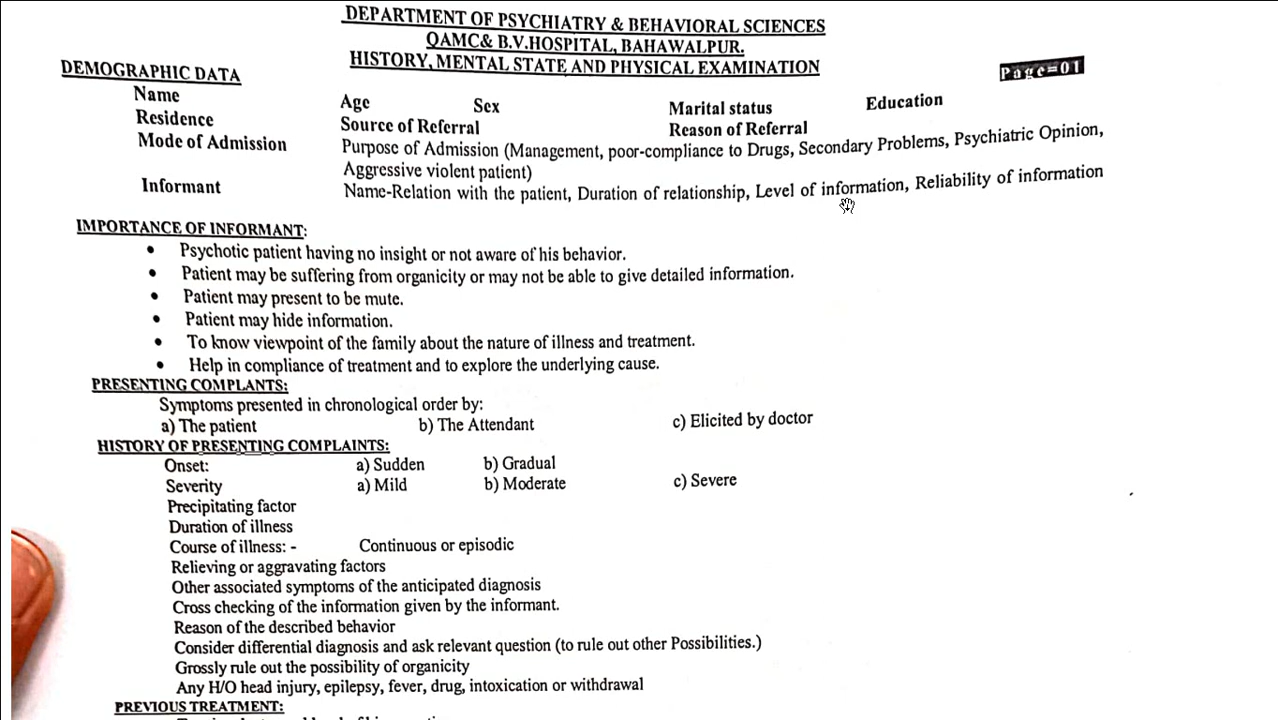 DEPARTMENT OF PSYCHIATRY & BEHAVIORAL SCIENCES
QAMC& B.V.HOSPITAL, BAHAWALPUR.
HISTORY, MENTAL STATE AND PHYSICAL EXAMINATION
Page=01
DEMOGRAPHIC DATA
Name Age Sex Marital status Education
Residence Source of Referral Reason of Referral
Mode of Admission Purpose of Admission (Management, poor-compliance to Drugs, Secondary Problems, Psychiatric Opinion,
Aggressive violent patient)
Informant Name-Relation with the patient, Duration of relationship, Level of information, Reliability of information
IMPORTANCE OF INFORMANT:
• Psychotic patient having no insight or not aware of his behavior.
• Patient may be suffering from organicity or may not be able to give detailed information.
• Patient may present to be mute.
• Patient may hide information.
• To know viewpoint of the family about the nature of illness and treatment.
• Help in compliance of treatment and to explore the underlying cause.
PRESENTING COMPLANTS:
Symptoms presented in chronological order by:
a) The patient b) The Attendant c) Elicited by doctor
HISTORY OF PRESENTING COMPLAINTS:
Onset: a) Sudden b) Gradual
Severity a) Mild b) Moderate c) Severe
Precipitating factor
Duration of illness
Course of illness: - Continuous or episodic
Relieving or aggravating factors
Other associated symptoms of the anticipated diagnosis
Cross checking of the information given by the informant.
Reason of the described behavior
Consider differential diagnosis and ask relevant question (to rule out other Possibilities.)
Grossly rule out the possibility of organicity
Any H/O head injury, epilepsy, fever, drug, intoxication or withdrawal
PREVIOUS TREATMENT: